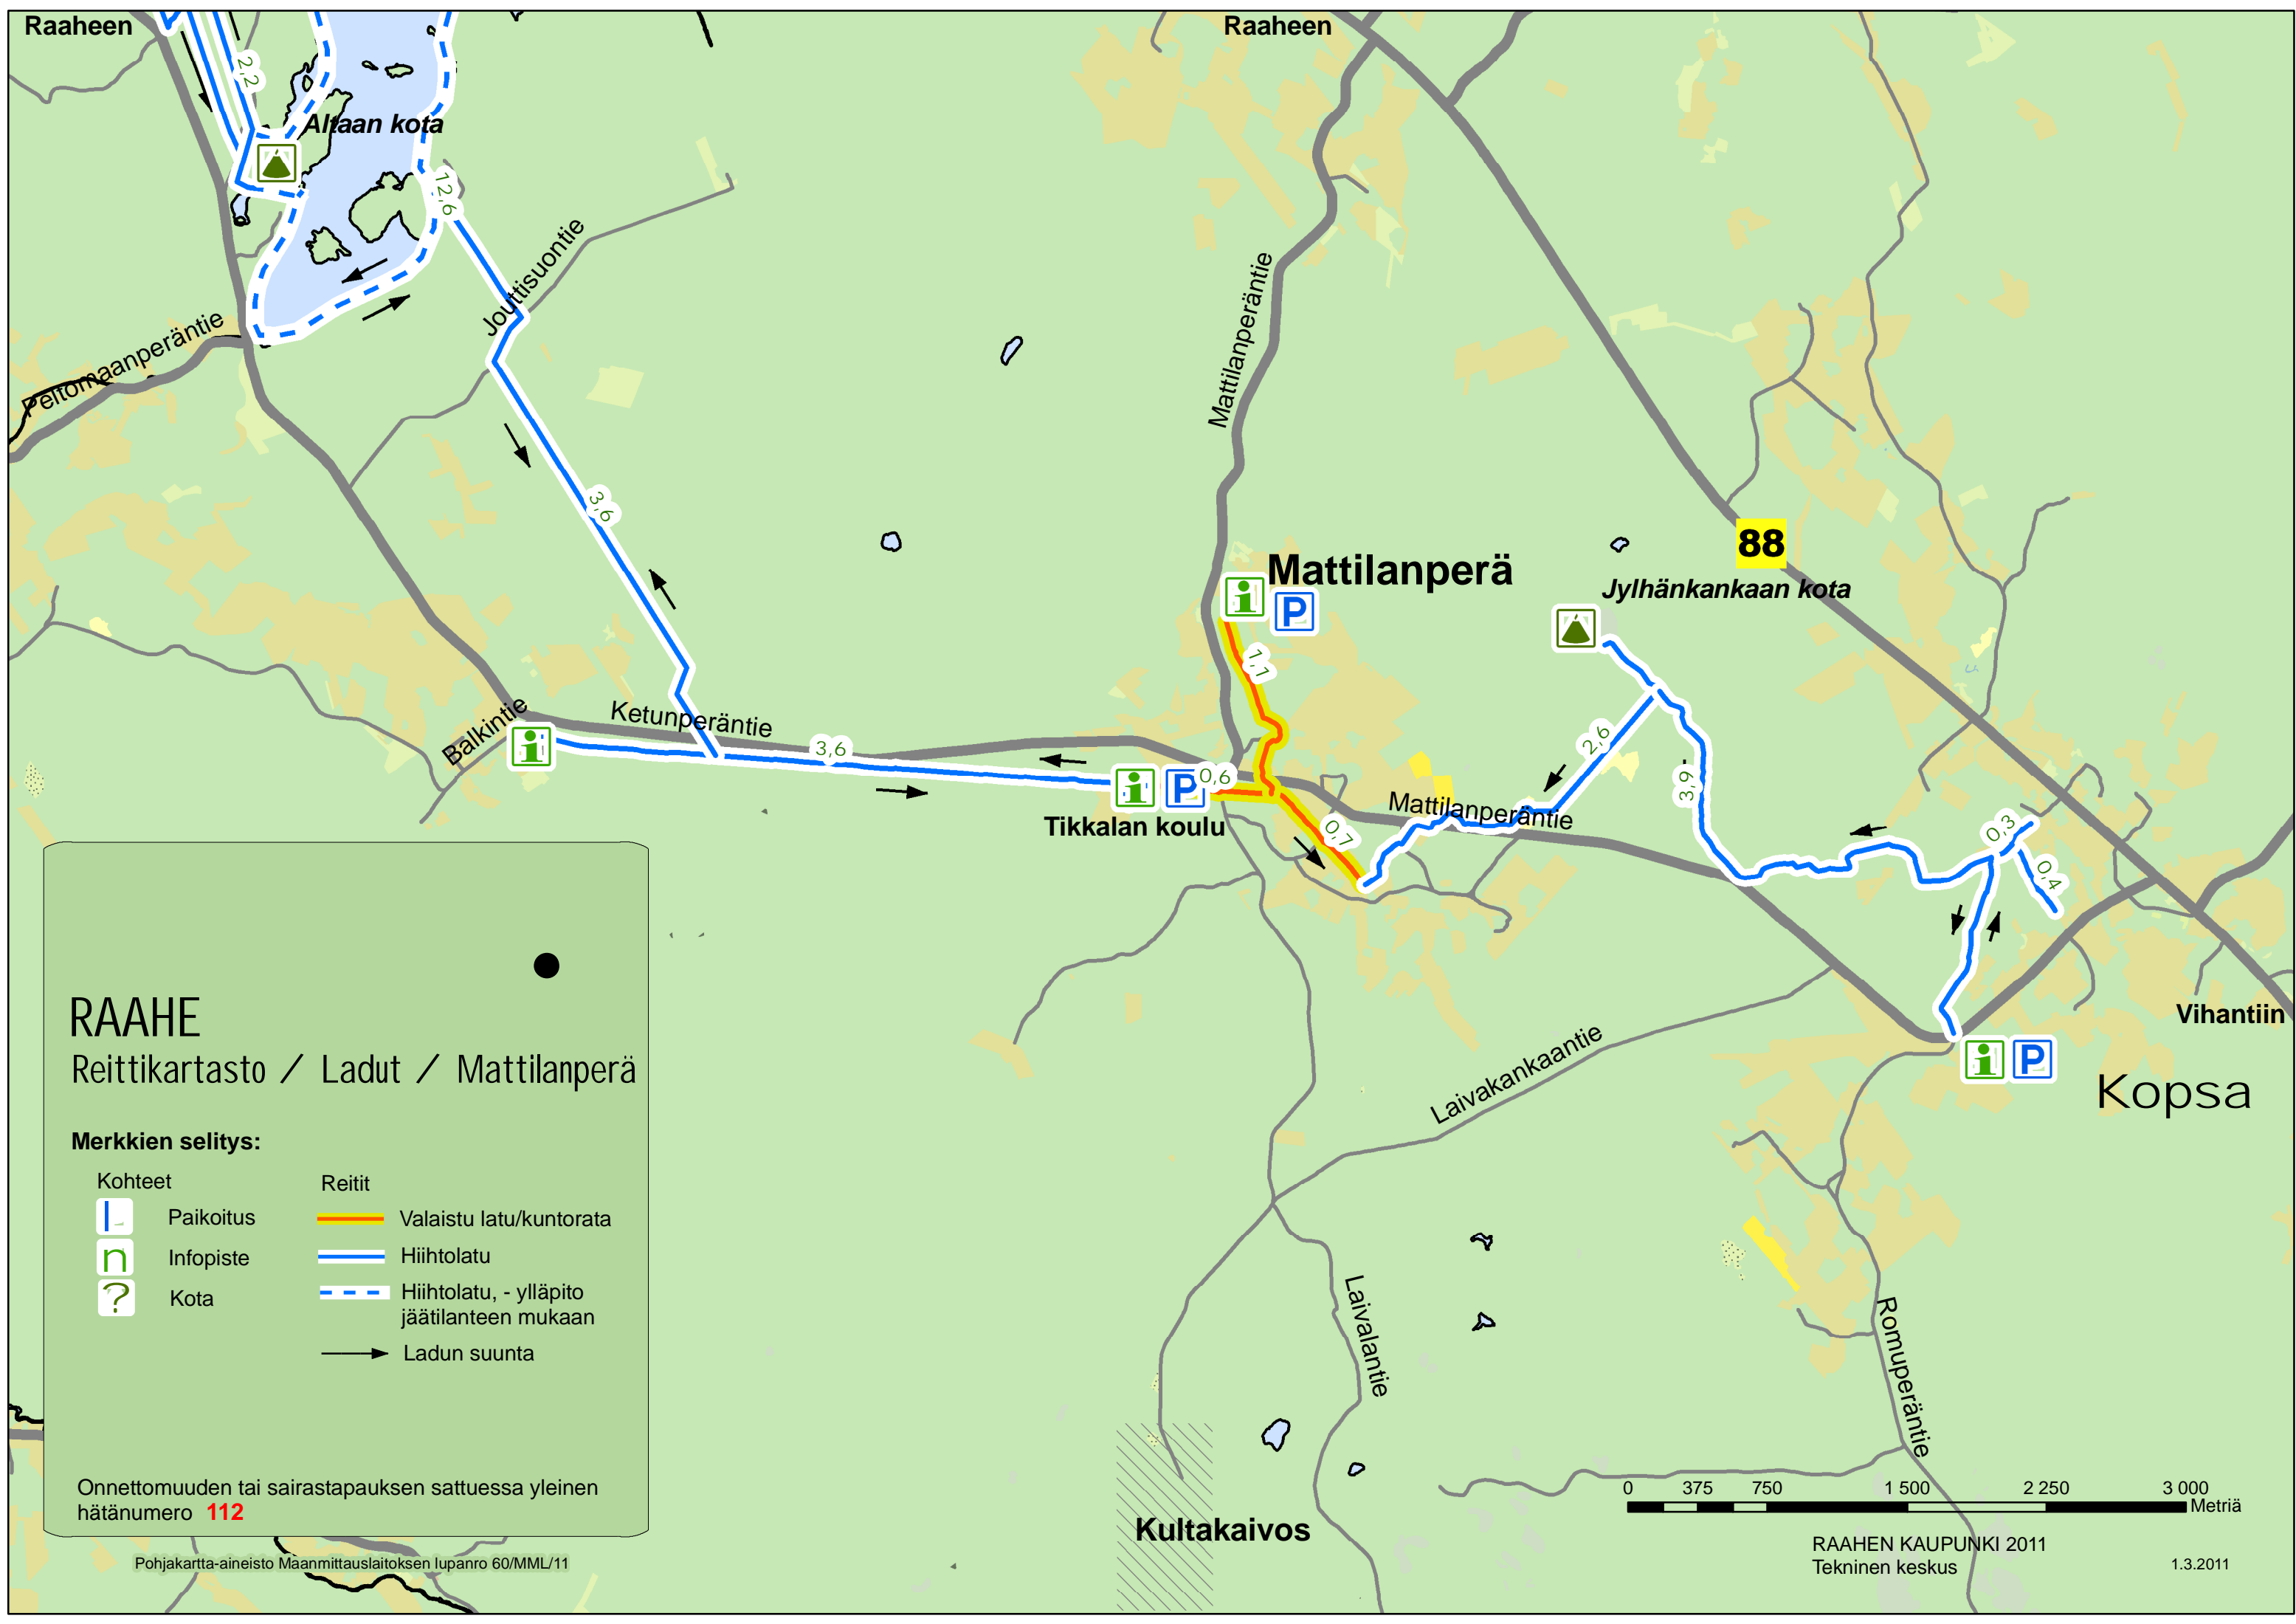 Raaheen
Raaheen
2,2
Altaan kota
12,6
Jouttisuontie
Mattilanperäntie
Peltomaanperäntie
3,6
88
Mattilanperä
Jylhänkankaan kota
P
1,1
Balkintie
Ketunperäntie
3,6
2,6
3,9
P
0,6
Mattilanperäntie
Tikkalan koulu
0,7
0,3
0,4
Vihantiin
P
Kopsa
Laivakankaantie
Laivalantie
Romuperäntie
Kultakaivos
RAAHE
Reittikartasto / Ladut / Mattilanperä
Merkkien selitys:
Kohteet
Paikoitus
n Infopiste
? Kota
Reitit
Valaistu latu/kuntorata
Hiihtolatu
Hiihtolatu, - ylläpito
jäätilanteen mukaan
Ladun suunta
Onnettomuuden tai sairastapauksen sattuessa yleinen
hätänumero 112
Pohjakartta-aineisto Maanmittauslaitoksen lupanro 60/MML/11
0 375 750 1 500 2 250 3 000
Metriä
RAAHEN KAUPUNKI 2011
Tekninen keskus
1.3.2011